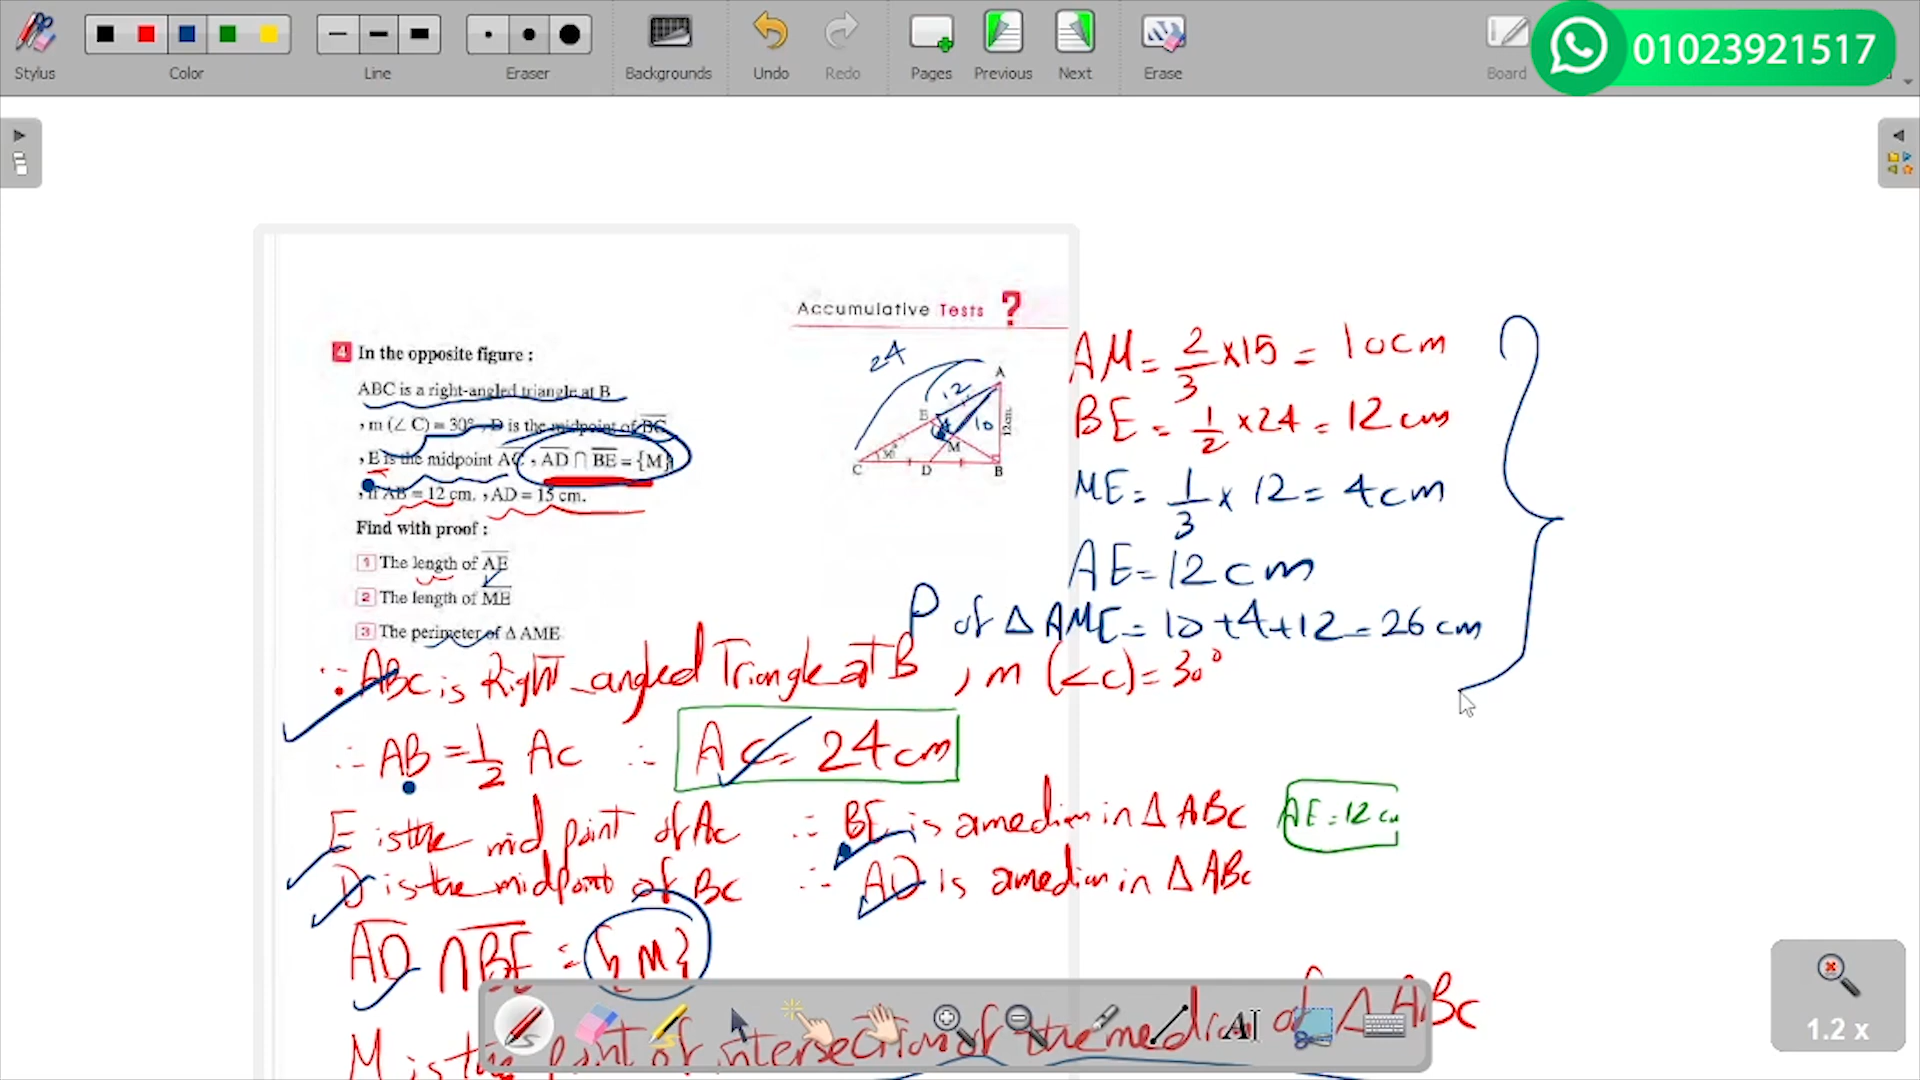 Stylus
Color
Line
Eraser
Backgrounds
Undo
Redo
Pages
Previous
Next
Erase
Board
01023921517
Accumulative Tests ?
4 In the opposite figure :
ABC is a right-angled triangle at B
, m (∠ C) = 30° , D is the midpoint of BC
, E is the midpoint AC , AD ∩ BE = {M}
, if AB = 12 cm. , AD = 15 cm.
Find with proof :
1 The length of AE
2 The length of ME
3 The perimeter of Δ AME
24
A
12
E
4
10
12cm.
M
30°
C
D
B
AM = 2/3 × 15 = 10cm
BE = 1/2 × 24 = 12 cm
ME = 1/3 × 12 = 4cm
AE = 12cm
P of Δ AME = 10 + 4 + 12 = 26 cm
∵ ABC is Right-angled Triangle at B , m (∠C) = 30°
∴ AB = 1/2 AC ∴ AC = 24cm
E is the mid point of AC ∴ BE is a median in Δ ABC AE = 12 cm
D is the midpoint of BC ∴ AD is a median in Δ ABC
AD ∩ BE = {M}
M is the point of intersection of the median of Δ ABC
1.2 x